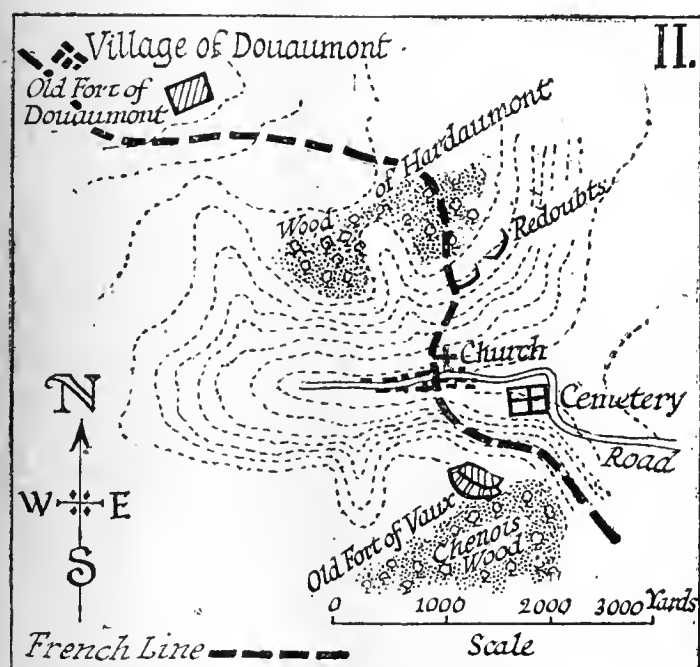 II.
Village of Douaumont
Old Fort of
Douaumont
Wood of Hardaumont
Redoubts
Church
Cemetery
Road
N
W E
S
Old Fort of Vaux
Chenois
Wood
0 1000 2000 3000 Yards
Scale
French Line